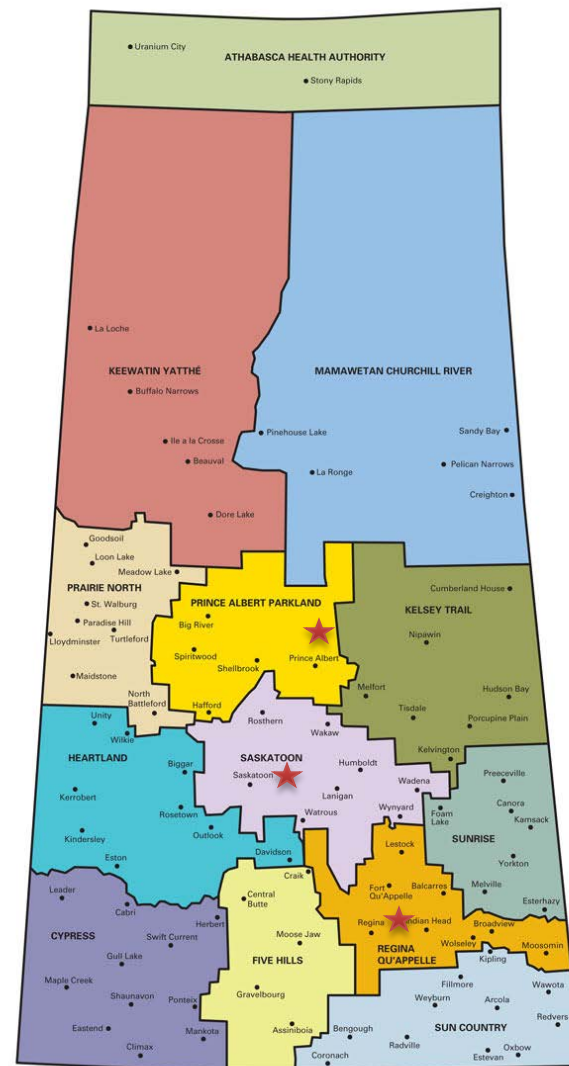 Uranium City
ATHABASCA HEALTH AUTHORITY
Stony Rapids
La Loche
KEEWATIN YATTHÉ
MAMAWETAN CHURCHILL RIVER
Buffalo Narrows
Pinehouse Lake
Sandy Bay
Ile a la Crosse
Beauval
La Ronge
Pelican Narrows
Creighton
Dore Lake
Goodsoil
Loon Lake
Meadow Lake
PRAIRIE NORTH
St. Walburg
Paradise Hill
Lloydminster
Turtleford
Maidstone
North
Battleford
PRINCE ALBERT PARKLAND
Big River
Spiritwood
Shellbrook
Prince Albert
Hafford
Cumberland House
KELSEY TRAIL
Nipawin
Melfort
Tisdale
Hudson Bay
Porcupine Plain
Kelvington
Unity
Wilkie
HEARTLAND
Biggar
Kerrobert
Rosetown
Kindersley
Outlook
Eston
Davidson
Rosthern
Wakaw
SASKATOON
Saskatoon
Humboldt
Lanigan
Wadena
Watrous
Wynyard
Preeceville
Foam
Lake
Canora
Kamsack
SUNRISE
Yorkton
Melville
Esterhazy
Leader
Cabri
Herbert
CYPRESS
Swift Current
Gull Lake
Maple Creek
Shaunavon
Ponteix
Eastend
Mankota
Climax
Craik
Central
Butte
Moose Jaw
FIVE HILLS
Gravelbourg
Assiniboia
Lestock
Fort
Qu'Appelle
Balcarres
Regina
Indian Head
Broadview
Wolseley
Moosomin
REGINA
QU'APPELLE
Kipling
Fillmore
Wawota
Weyburn
Arcola
Redvers
Bengough
SUN COUNTRY
Radville
Oxbow
Coronach
Estevan